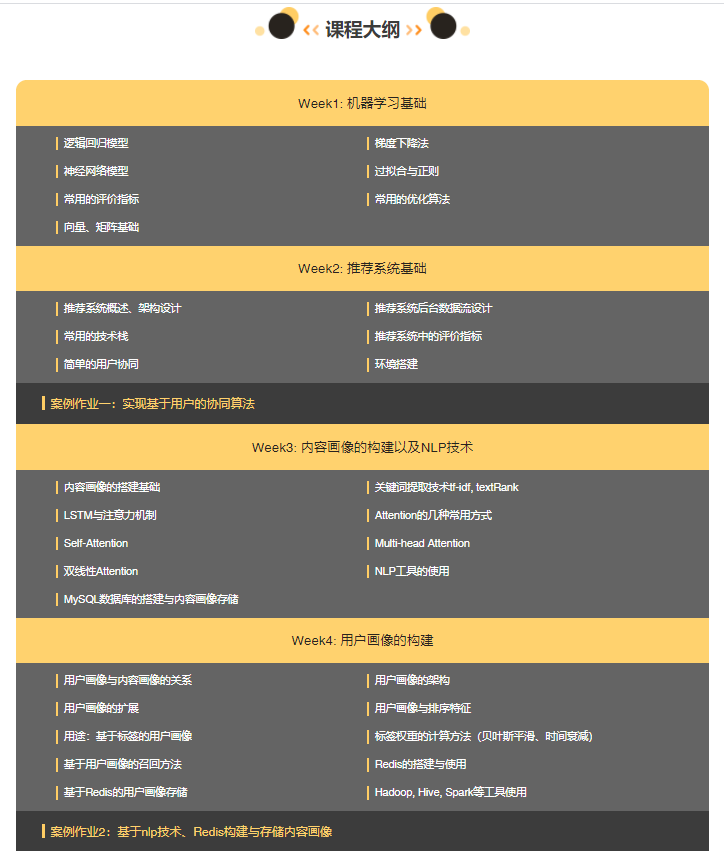 课程大纲
Week1: 机器学习基础
逻辑回归模型
梯度下降法
神经网络模型
过拟合与正则
常用的评价指标
常用的优化算法
向量、矩阵基础
Week2: 推荐系统基础
推荐系统概述、架构设计
推荐系统后台数据流设计
常用的技术栈
推荐系统中的评价指标
简单的用户协同
环境搭建
案例作业一：实现基于用户的协同算法
Week3: 内容画像的构建以及NLP技术
内容画像的搭建基础
关键词提取技术tf-idf, textRank
LSTM与注意力机制
Attention的几种常用方式
Self-Attention
Multi-head Attention
双线性Attention
NLP工具的使用
MySQL数据库的搭建与内容画像存储
Week4: 用户画像的构建
用户画像与内容画像的关系
用户画像的架构
用户画像的扩展
用户画像与排序特征
用途：基于标签的用户画像
标签权重的计算方法（贝叶斯平滑、时间衰减）
基于用户画像的召回方法
Redis的搭建与使用
基于Redis的用户画像存储
Hadoop, Hive, Spark等工具使用
案例作业2：基于nlp技术、Redis构建与存储内容画像